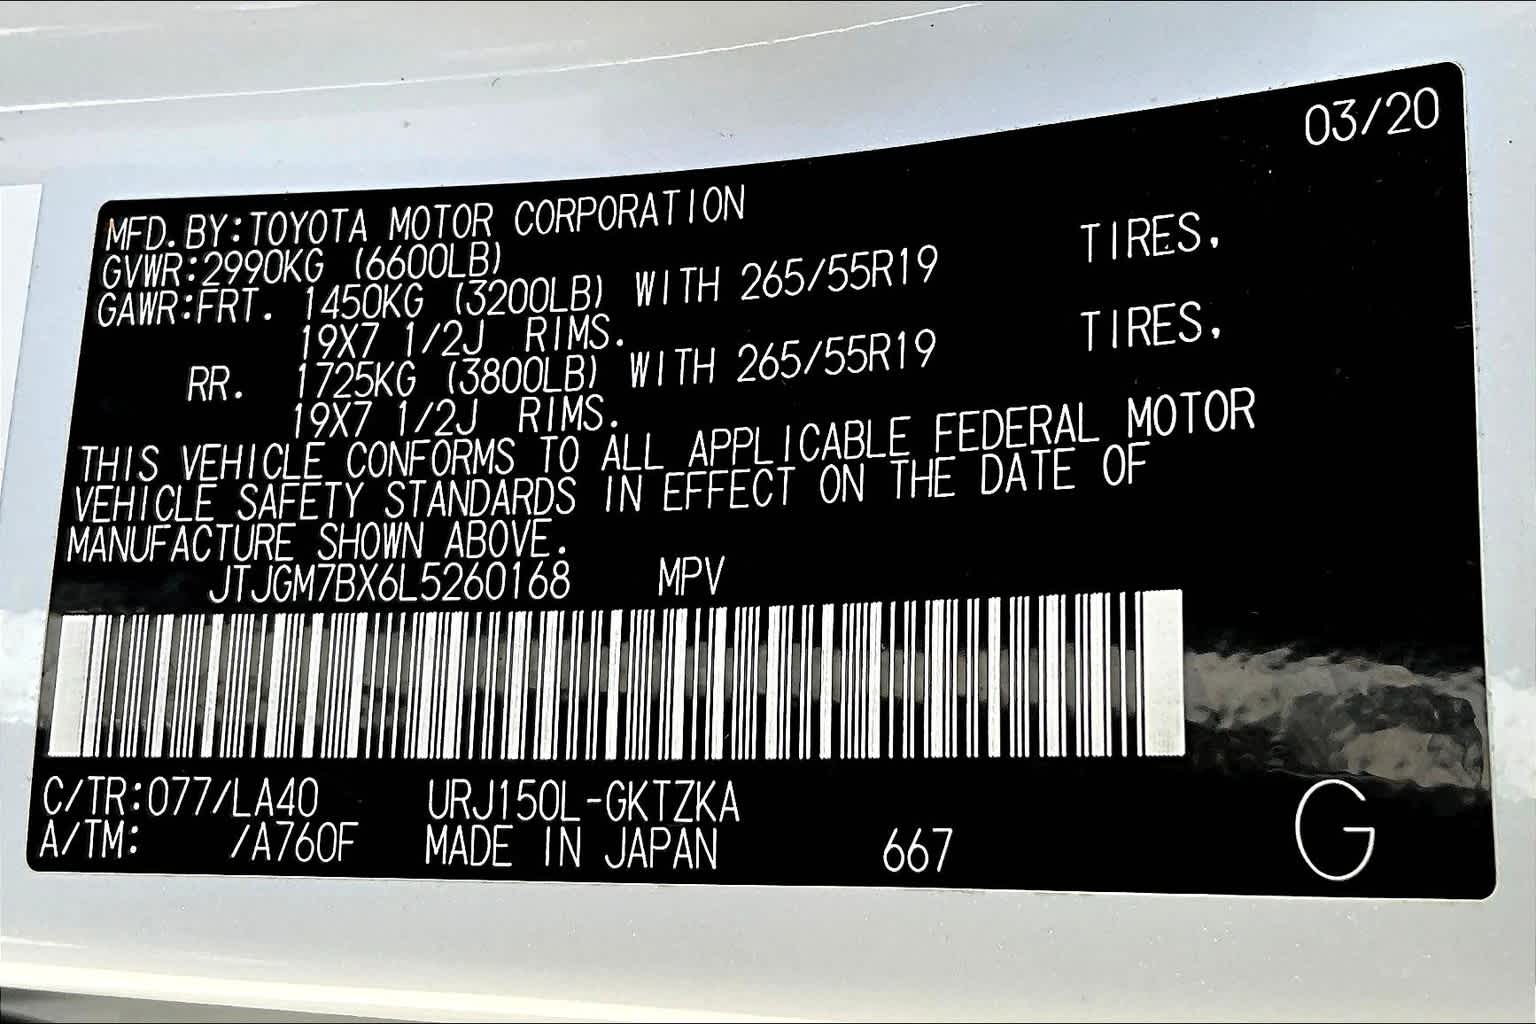 03/20
MFD.BY:TOYOTA MOTOR CORPORATION
GVWR:2990KG (6600LB)
GAWR:FRT. 1450KG (3200LB) WITH 265/55R19 TIRES,
19X7 1/2J RIMS.
RR. 1725KG (3800LB) WITH 265/55R19 TIRES,
19X7 1/2J RIMS.
THIS VEHICLE CONFORMS TO ALL APPLICABLE FEDERAL MOTOR
VEHICLE SAFETY STANDARDS IN EFFECT ON THE DATE OF
MANUFACTURE SHOWN ABOVE.
JTJGM7BX6L5260168 MPV
C/TR:077/LA40 URJ150L-GKTZKA
A/TM: /A760F MADE IN JAPAN 667
G